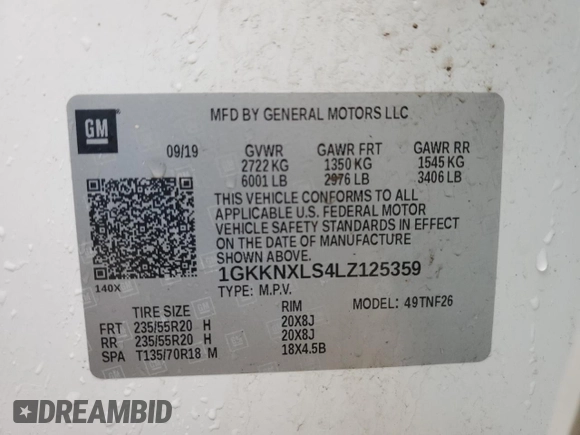 GM
MFD BY GENERAL MOTORS LLC
09/19 GVWR GAWR FRT GAWR RR
2722 KG 1350 KG 1545 KG
6001 LB 2976 LB 3406 LB
THIS VEHICLE CONFORMS TO ALL
APPLICABLE U.S. FEDERAL MOTOR
VEHICLE SAFETY STANDARDS IN EFFECT
ON THE DATE OF MANUFACTURE
SHOWN ABOVE.
1GKKNXLS4LZ125359
140X
TYPE: M.P.V. MODEL: 49TNF26
TIRE SIZE RIM
FRT 235/55R20 H 20X8J
RR 235/55R20 H 20X8J
SPA T135/70R18 M 18X4.5B
DREAMBID